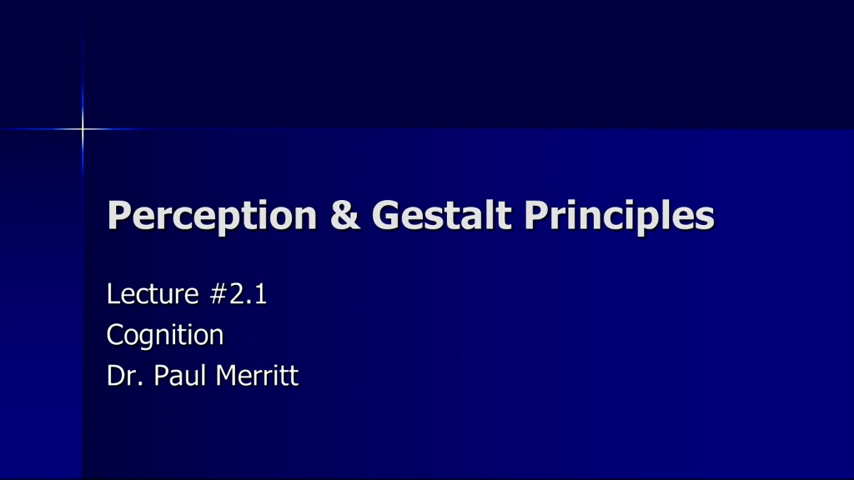 Perception & Gestalt Principles
Lecture #2.1
Cognition
Dr. Paul Merritt